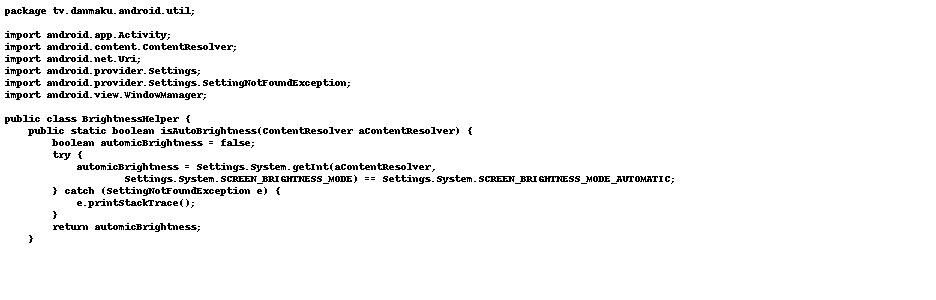 package tv.danmaku.android.util;
import android.app.Activity;
import android.content.ContentResolver;
import android.net.Uri;
import android.provider.Settings;
import android.provider.Settings.SettingNotFoundException;
import android.view.WindowManager;
public class BrightnessHelper {
    public static boolean isAutoBrightness(ContentResolver aContentResolver) {
        boolean automicBrightness = false;
        try {
            automicBrightness = Settings.System.getInt(aContentResolver,
                    Settings.System.SCREEN_BRIGHTNESS_MODE) == Settings.System.SCREEN_BRIGHTNESS_MODE_AUTOMATIC;
        } catch (SettingNotFoundException e) {
            e.printStackTrace();
        }
        return automicBrightness;
    }